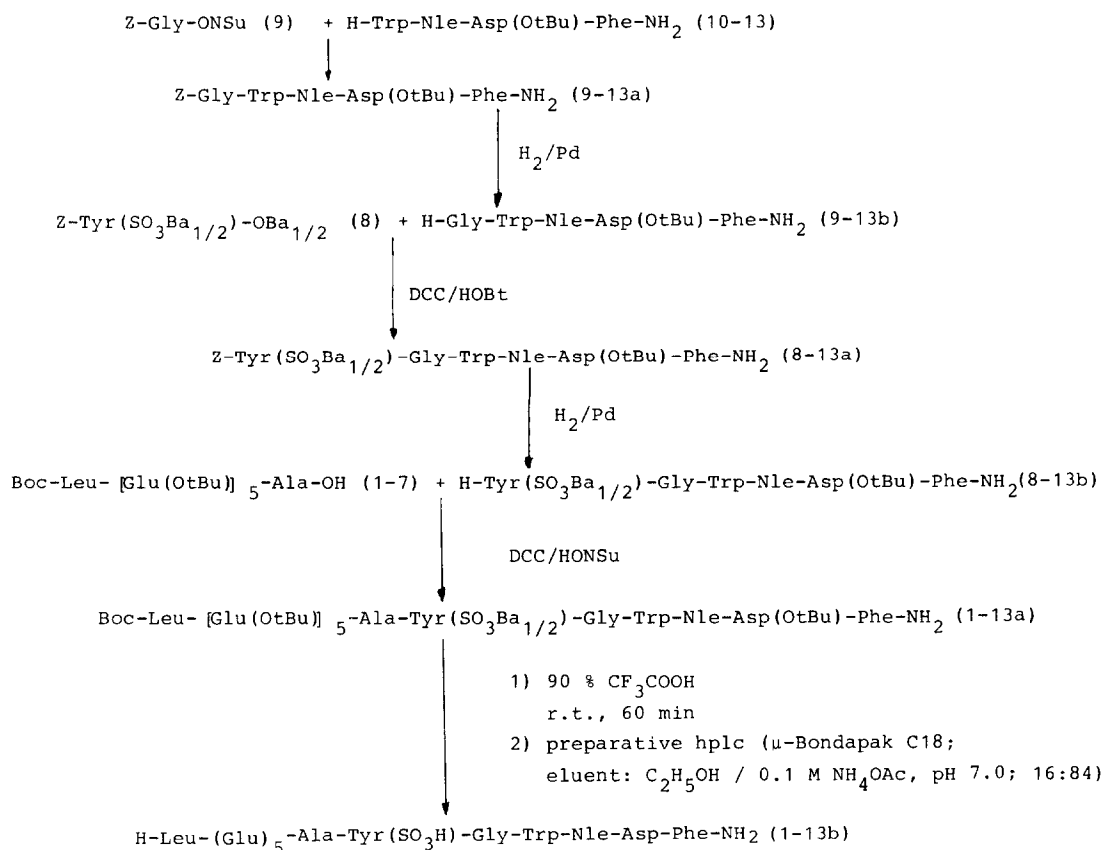 Z-Gly-ONSu (9) + H-Trp-Nle-Asp(OtBu)-Phe-NH2 (10-13)
Z-Gly-Trp-Nle-Asp(OtBu)-Phe-NH2 (9-13a)
H2/Pd
Z-Tyr(SO3Ba1/2)-OBa1/2 (8) + H-Gly-Trp-Nle-Asp(OtBu)-Phe-NH2 (9-13b)
DCC/HOBt
Z-Tyr(SO3Ba1/2)-Gly-Trp-Nle-Asp(OtBu)-Phe-NH2 (8-13a)
H2/Pd
Boc-Leu-[Glu(OtBu)]5-Ala-OH (1-7) + H-Tyr(SO3Ba1/2)-Gly-Trp-Nle-Asp(OtBu)-Phe-NH2(8-13b)
DCC/HONSu
Boc-Leu-[Glu(OtBu)]5-Ala-Tyr(SO3Ba1/2)-Gly-Trp-Nle-Asp(OtBu)-Phe-NH2 (1-13a)
1) 90 % CF3COOH
r.t., 60 min
2) preparative hplc (μ-Bondapak C18;
eluent: C2H5OH / 0.1 M NH4OAc, pH 7.0; 16:84)
H-Leu-(Glu)5-Ala-Tyr(SO3H)-Gly-Trp-Nle-Asp-Phe-NH2 (1-13b)